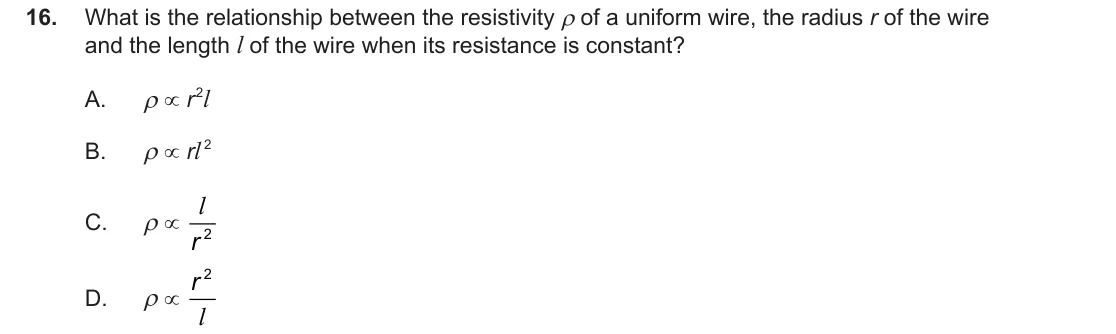 16. What is the relationship between the resistivity ρ of a uniform wire, the radius r of the wire
and the length l of the wire when its resistance is constant?
A. ρ ∝ r²l
B. ρ ∝ rl²
C. ρ ∝ l/r²
D. ρ ∝ r²/l